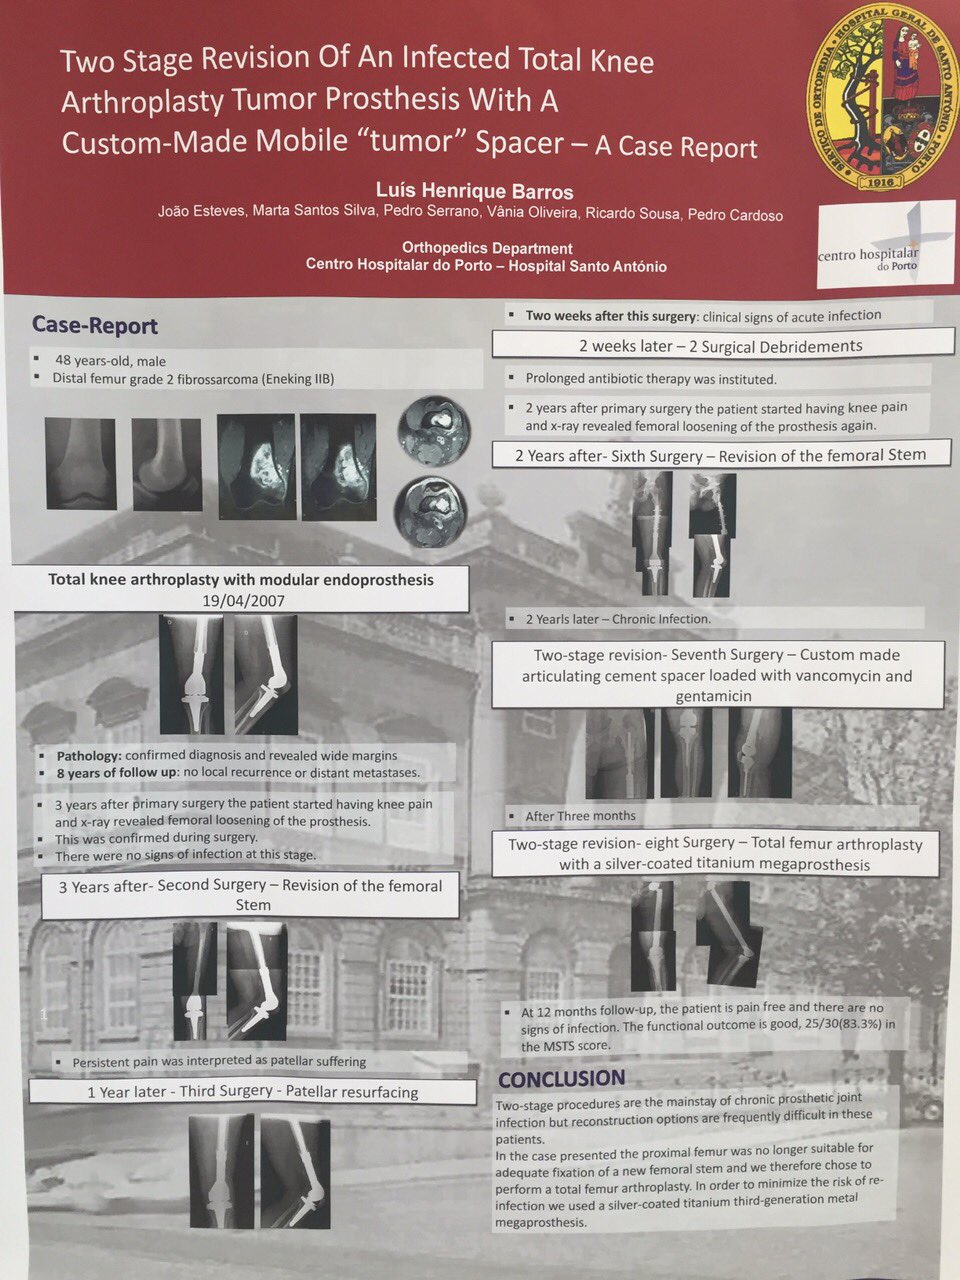 Two Stage Revision Of An Infected Total Knee
Arthroplasty Tumor Prosthesis With A
Custom-Made Mobile “tumor” Spacer – A Case Report
SERVIÇO DE ORTOPEDIA • HOSPITAL GERAL DE SANTO ANTÓNIO • PORTO
1916
Luís Henrique Barros
João Esteves, Marta Santos Silva, Pedro Serrano, Vânia Oliveira, Ricardo Sousa, Pedro Cardoso
Orthopedics Department
Centro Hospitalar do Porto – Hospital Santo António
centro hospitalar
do Porto
Case-Report
▪ 48 years-old, male
▪ Distal femur grade 2 fibrossarcoma (Eneking IIB)
Total knee arthroplasty with modular endoprosthesis
19/04/2007
▪ Pathology: confirmed diagnosis and revealed wide margins
▪ 8 years of follow up: no local recurrence or distant metastases.
▪ 3 years after primary surgery the patient started having knee pain
and x-ray revealed femoral loosening of the prosthesis.
▪ This was confirmed during surgery.
▪ There were no signs of infection at this stage.
3 Years after- Second Surgery – Revision of the femoral
Stem
1
▪ Persistent pain was interpreted as patellar suffering
1 Year later - Third Surgery - Patellar resurfacing
▪ Two weeks after this surgery: clinical signs of acute infection
2 weeks later – 2 Surgical Debridements
▪ Prolonged antibiotic therapy was instituted.
▪ 2 years after primary surgery the patient started having knee pain
and x-ray revealed femoral loosening of the prosthesis again.
2 Years after- Sixth Surgery – Revision of the femoral Stem
▪ 2 Yearls later – Chronic Infection.
Two-stage revision- Seventh Surgery – Custom made
articulating cement spacer loaded with vancomycin and
gentamicin
▪ After Three months
Two-stage revision- eight Surgery – Total femur arthroplasty
with a silver-coated titanium megaprosthesis
▪ At 12 months follow-up, the patient is pain free and there are no
signs of infection. The functional outcome is good, 25/30(83.3%) in
the MSTS score.
CONCLUSION
Two-stage procedures are the mainstay of chronic prosthetic joint
infection but reconstruction options are frequently difficult in these
patients.
In the case presented the proximal femur was no longer suitable for
adequate fixation of a new femoral stem and we therefore chose to
perform a total femur arthroplasty. In order to minimize the risk of re-
infection we used a silver-coated titanium third-generation metal
megaprosthesis.